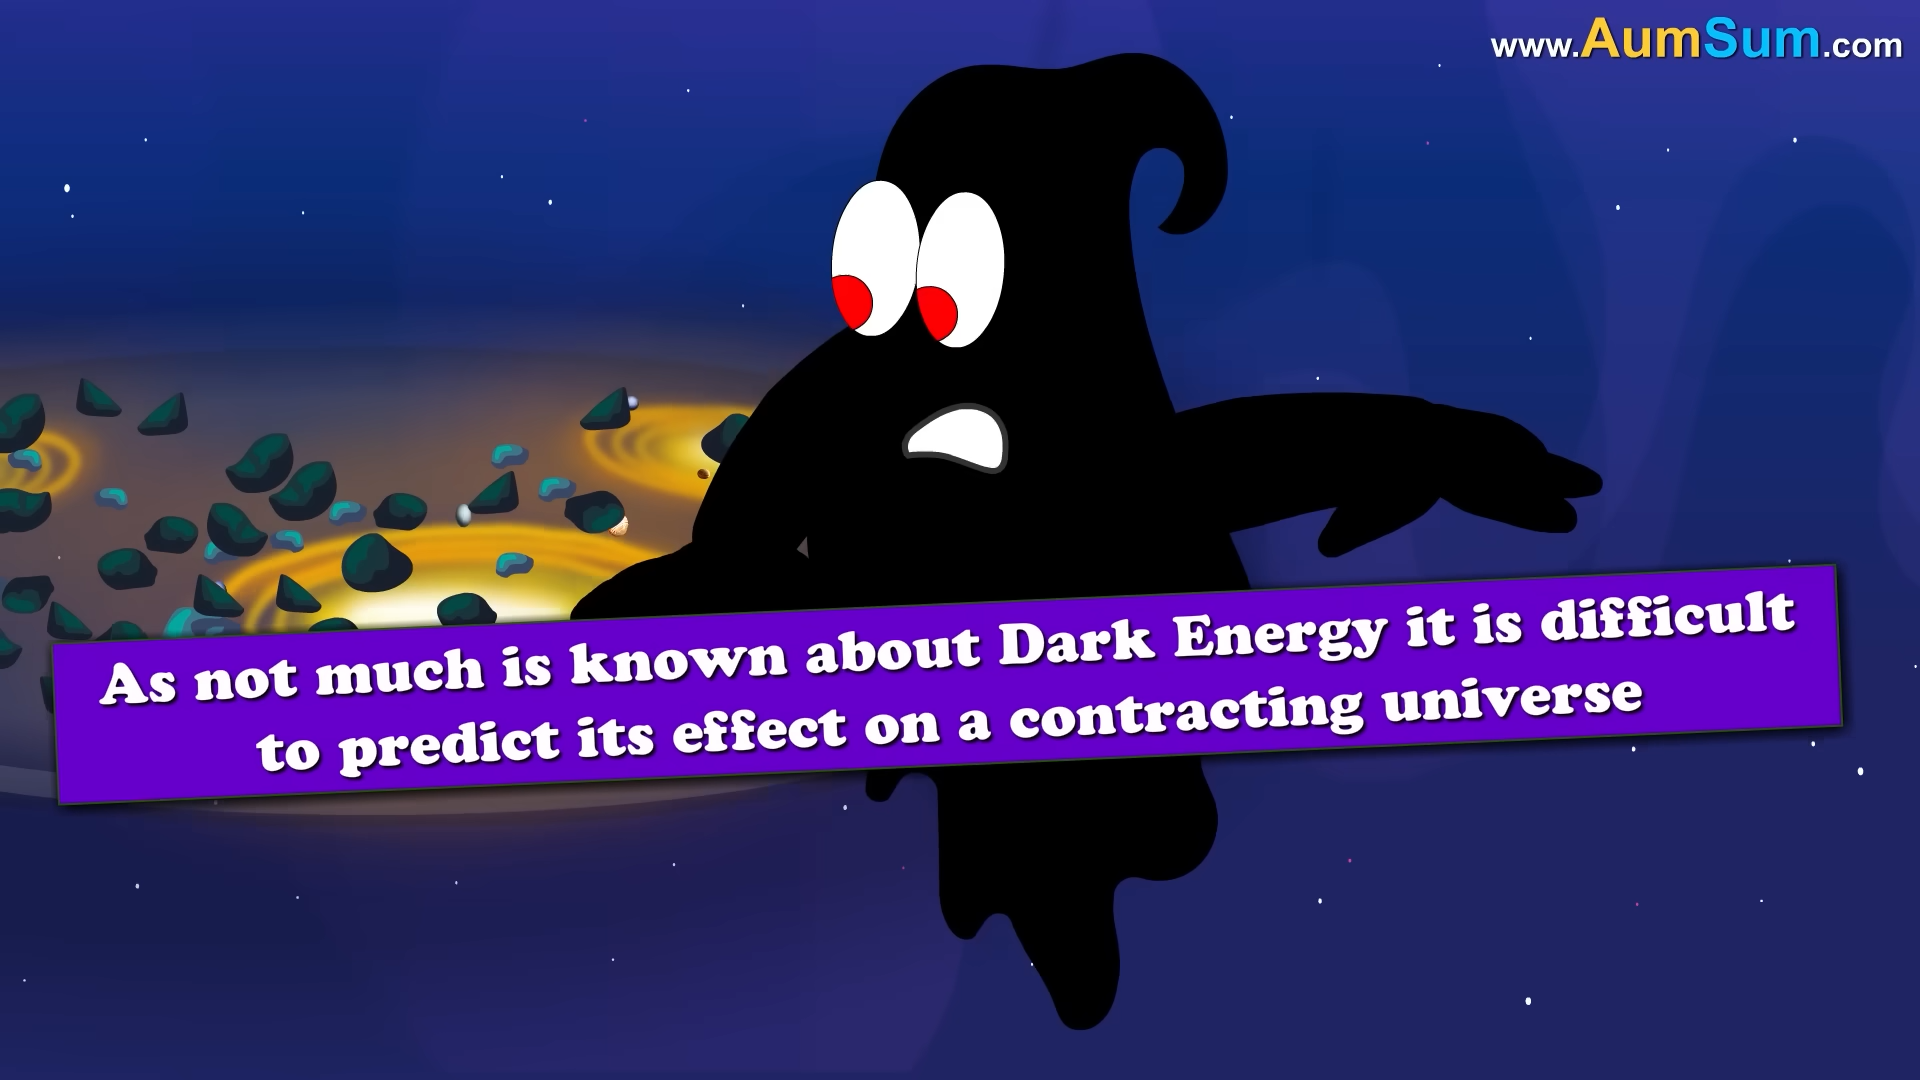 www.AumSum.com
As not much is known about Dark Energy it is difficult
to predict its effect on a contracting universe